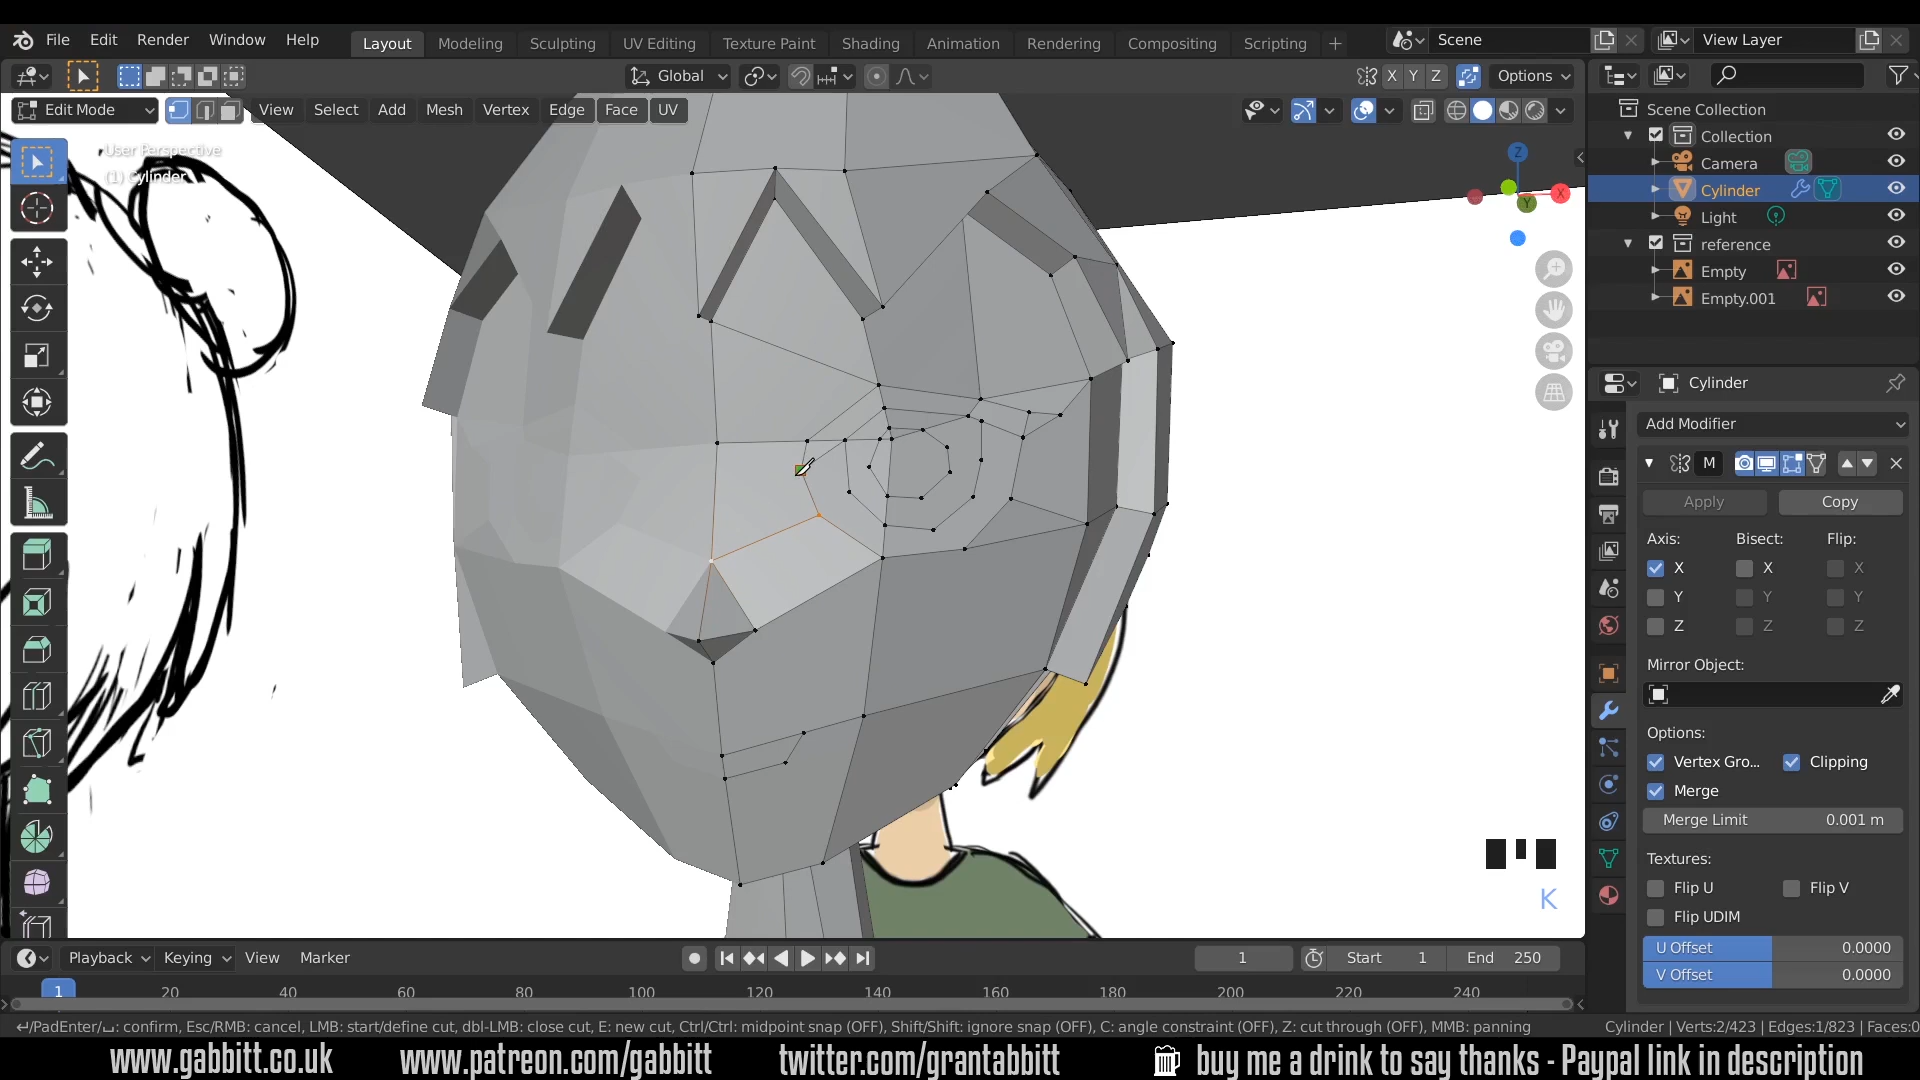 File Edit Render Window Help Layout Modeling Sculpting UV Editing Texture Paint Shading Animation Rendering Compositing Scripting + Scene View Layer
Global X Y Z Options
Edit Mode View Select Add Mesh Vertex Edge Face UV
User Perspective
(1) Cylinder
Z
X
Y
Scene Collection
Collection
Camera
Cylinder
Light
reference
Empty
Empty.001
Cylinder
Add Modifier
M
Apply Copy
Axis: Bisect: Flip:
X X X
Y Y Y
Z Z Z
Mirror Object:
Options:
Vertex Gro... Clipping
Merge
Merge Limit 0.001 m
Textures:
Flip U Flip V
Flip UDIM
U Offset 0.0000
V Offset 0.0000
K
Playback Keying View Marker 1 Start 1 End 250
1 20 40 60 80 100 120 140 160 180 200 220 240
↵/PadEnter/␣: confirm, Esc/RMB: cancel, LMB: start/define cut, dbl-LMB: close cut, E: new cut, Ctrl/Ctrl: midpoint snap (OFF), Shift/Shift: ignore snap (OFF), C: angle constraint (OFF), Z: cut through (OFF), MMB: panning Cylinder | Verts:2/423 | Edges:1/823 | Faces:0
www.gabbitt.co.uk www.patreon.com/gabbitt twitter.com/grantabbitt buy me a drink to say thanks - Paypal link in description